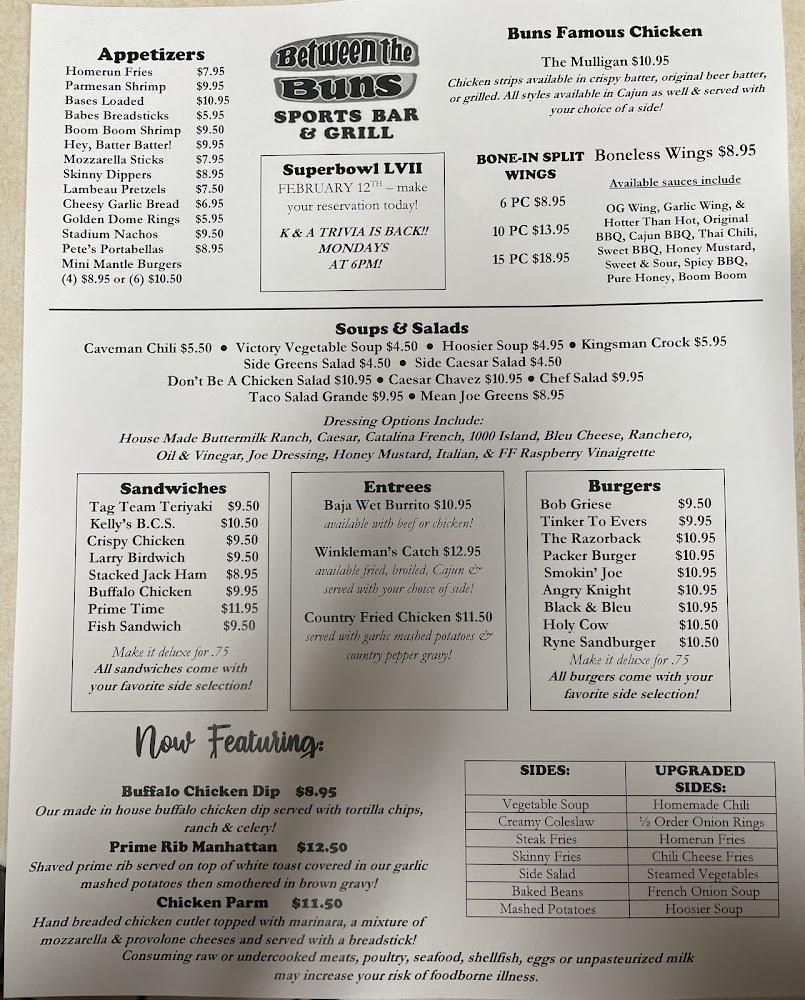 Appetizers
Homerun Fries $7.95
Parmesan Shrimp $9.95
Bases Loaded $10.95
Babes Breadsticks $5.95
Boom Boom Shrimp $9.50
Hey, Batter Batter! $9.95
Mozzarella Sticks $7.95
Skinny Dippers $8.95
Lambeau Pretzels $7.50
Cheesy Garlic Bread $6.95
Golden Dome Rings $5.95
Stadium Nachos $9.50
Pete's Portabellas $8.95
Mini Mantle Burgers
(4) $8.95 or (6) $10.50
Between the
Buns
SPORTS BAR
& GRILL
Superbowl LVII
FEBRUARY 12TH – make
your reservation today!
K & A TRIVIA IS BACK!!
MONDAYS
AT 6PM!
Buns Famous Chicken
The Mulligan $10.95
Chicken strips available in crispy batter, original beer batter,
or grilled. All styles available in Cajun as well & served with
your choice of a side!
BONE-IN SPLIT
WINGS
6 PC $8.95
10 PC $13.95
15 PC $18.95
Boneless Wings $8.95
Available sauces include
OG Wing, Garlic Wing, &
Hotter Than Hot, Original
BBQ, Cajun BBQ, Thai Chili,
Sweet BBQ, Honey Mustard,
Sweet & Sour, Spicy BBQ,
Pure Honey, Boom Boom
Soups & Salads
Caveman Chili $5.50 ● Victory Vegetable Soup $4.50 ● Hoosier Soup $4.95 ● Kingsman Crock $5.95
Side Greens Salad $4.50 ● Side Caesar Salad $4.50
Don't Be A Chicken Salad $10.95 ● Caesar Chavez $10.95 ● Chef Salad $9.95
Taco Salad Grande $9.95 ● Mean Joe Greens $8.95
Dressing Options Include:
House Made Buttermilk Ranch, Caesar, Catalina French, 1000 Island, Bleu Cheese, Ranchero,
Oil & Vinegar, Joe Dressing, Honey Mustard, Italian, & FF Raspberry Vinaigrette
Sandwiches
Tag Team Teriyaki $9.50
Kelly's B.C.S. $10.50
Crispy Chicken $9.50
Larry Birdwich $9.50
Stacked Jack Ham $8.95
Buffalo Chicken $9.95
Prime Time $11.95
Fish Sandwich $9.50
Make it deluxe for .75
All sandwiches come with
your favorite side selection!
Entrees
Baja Wet Burrito $10.95
available with beef or chicken!
Winkleman's Catch $12.95
available fried, broiled, Cajun &
served with your choice of side!
Country Fried Chicken $11.50
served with garlic mashed potatoes &
country pepper gravy!
Burgers
Bob Griese $9.50
Tinker To Evers $9.95
The Razorback $10.95
Packer Burger $10.95
Smokin' Joe $10.95
Angry Knight $10.95
Black & Bleu $10.95
Holy Cow $10.50
Ryne Sandburger $10.50
Make it deluxe for .75
All burgers come with your
favorite side selection!
Now Featuring:
Buffalo Chicken Dip $8.95
Our made in house buffalo chicken dip served with tortilla chips,
ranch & celery!
Prime Rib Manhattan $12.50
Shaved prime rib served on top of white toast covered in our garlic
mashed potatoes then smothered in brown gravy!
Chicken Parm $11.50
Hand breaded chicken cutlet topped with marinara, a mixture of
mozzarella & provolone cheeses and served with a breadstick!
SIDES: UPGRADED
SIDES:
Vegetable Soup Homemade Chili
Creamy Coleslaw ½ Order Onion Rings
Steak Fries Homerun Fries
Skinny Fries Chili Cheese Fries
Side Salad Steamed Vegetables
Baked Beans French Onion Soup
Mashed Potatoes Hoosier Soup
Consuming raw or undercooked meats, poultry, seafood, shellfish, eggs or unpasteurized milk
may increase your risk of foodborne illness.